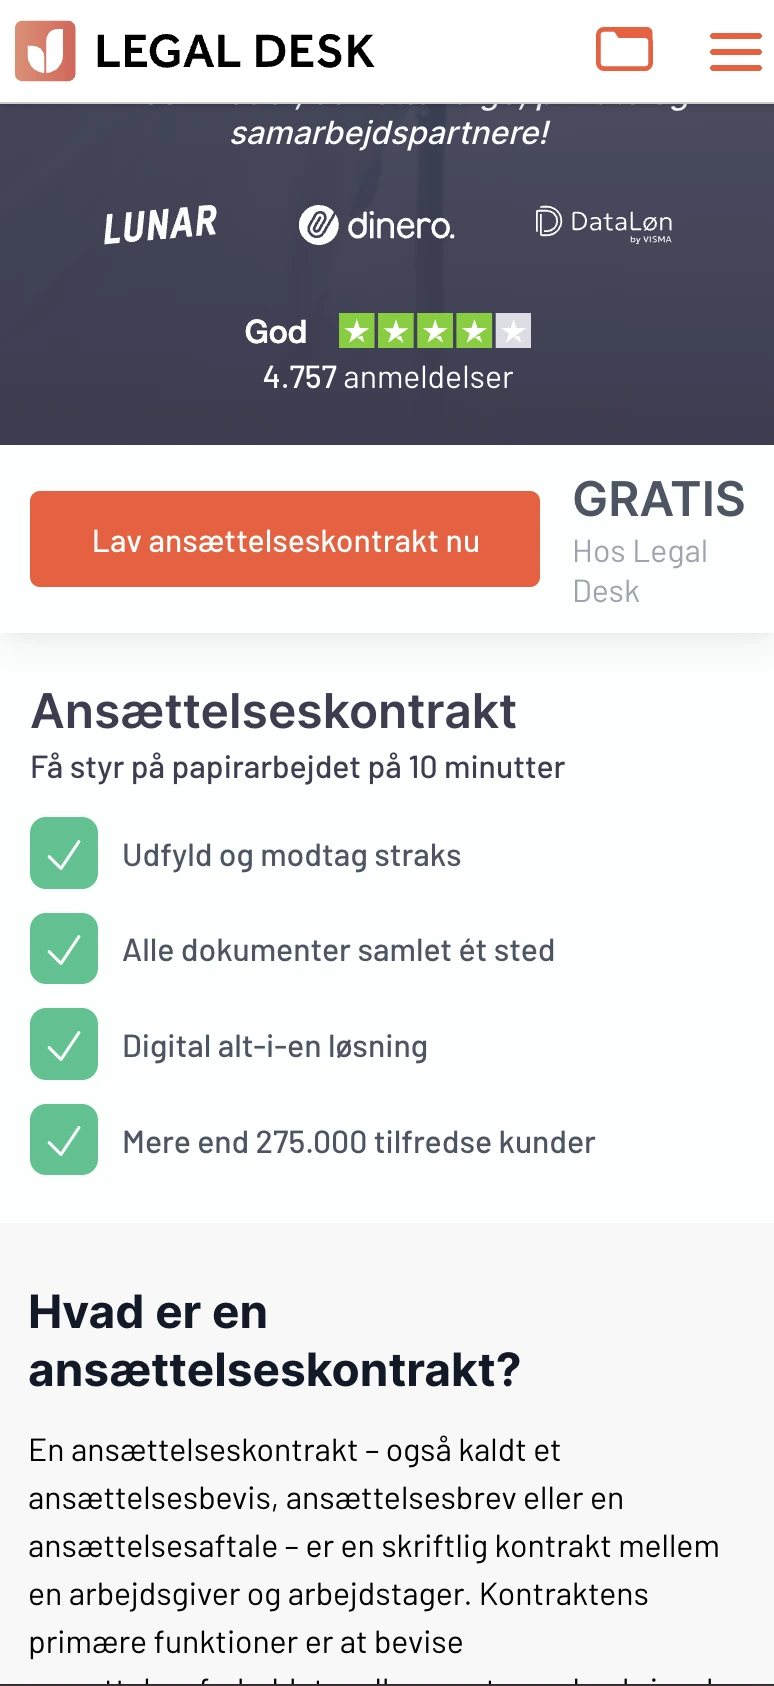 LEGAL DESK
samarbejdspartnere!
LUNAR
dinero.
DataLøn
by VISMA
God
4.757 anmeldelser
Lav ansættelseskontrakt nu
GRATIS
Hos Legal
Desk
Ansættelseskontrakt
Få styr på papirarbejdet på 10 minutter
Udfyld og modtag straks
Alle dokumenter samlet ét sted
Digital alt-i-en løsning
Mere end 275.000 tilfredse kunder
Hvad er en
ansættelseskontrakt?
En ansættelseskontrakt – også kaldt et
ansættelsesbevis, ansættelsesbrev eller en
ansættelsesaftale – er en skriftlig kontrakt mellem
en arbejdsgiver og arbejdstager. Kontraktens
primære funktioner er at bevise